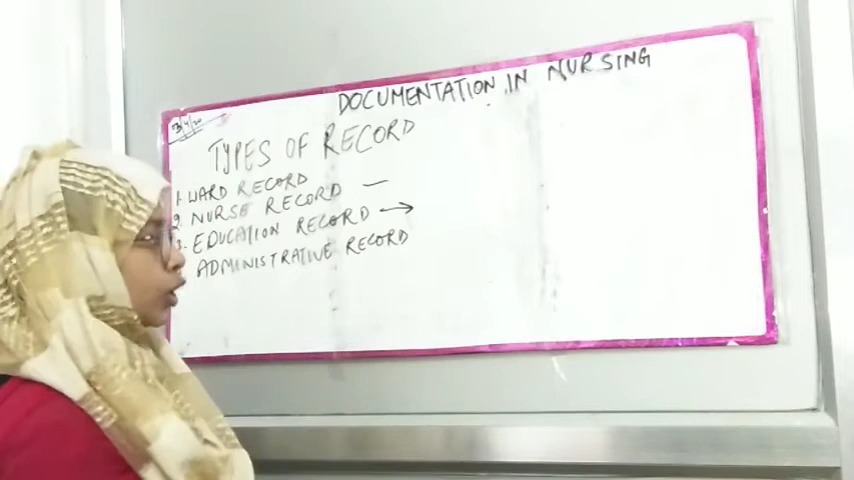 DOCUMENTATION IN NURSING
TYPES OF RECORD
1. WARD RECORD
2. NURSE RECORD —
3. EDUCATION RECORD →
ADMINISTRATIVE RECORD